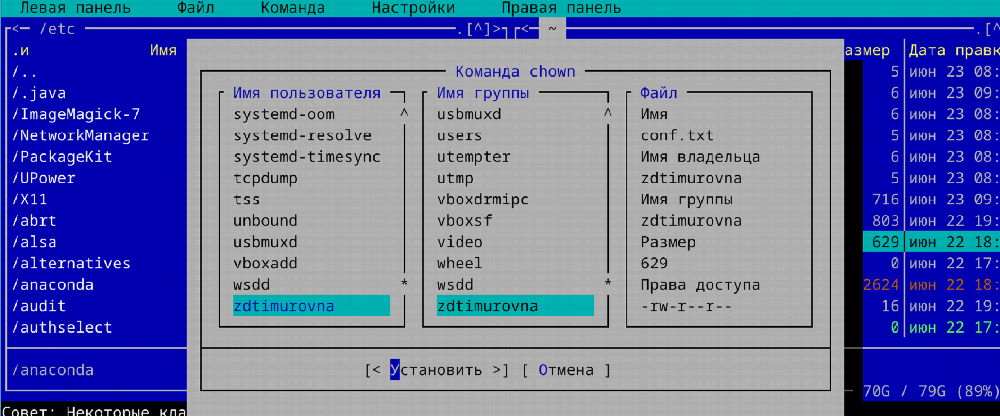 Левая панель Файл Команда Настройки Правая панель
<─ /etc .[^]> <─ ~ .[^
.и Имя азмер Дата правк
/.. 5 июн 23 08:
/.java 6 июн 23 09:
/ImageMagick-7 6 июн 23 08:
/NetworkManager 5 июн 23 08:
/PackageKit 6 июн 23 08:
/UPower 5 июн 23 08:
/X11 716 июн 23 09:
/abrt 803 июн 22 19:
/alsa 629 июн 22 18:
/alternatives 0 июн 22 17:
/anaconda 2624 июн 22 18:
/audit 16 июн 22 19:
/authselect 0 июн 22 17:
/anaconda
70G / 79G (89%)
Совет: Некоторые кла
Команда chown
Имя пользователя
systemd-oom ^
systemd-resolve
systemd-timesync
tcpdump
tss
unbound
usbmuxd
vboxadd
wsdd *
zdtimurovna
Имя группы
usbmuxd ^
users
utempter
utmp
vboxdrmipc
vboxsf
video
wheel
wsdd *
zdtimurovna
Файл
Имя
conf.txt
Имя владельца
zdtimurovna
Имя группы
zdtimurovna
Размер
629
Права доступа
-rw-r--r--
[< Установить >] [ Отмена ]